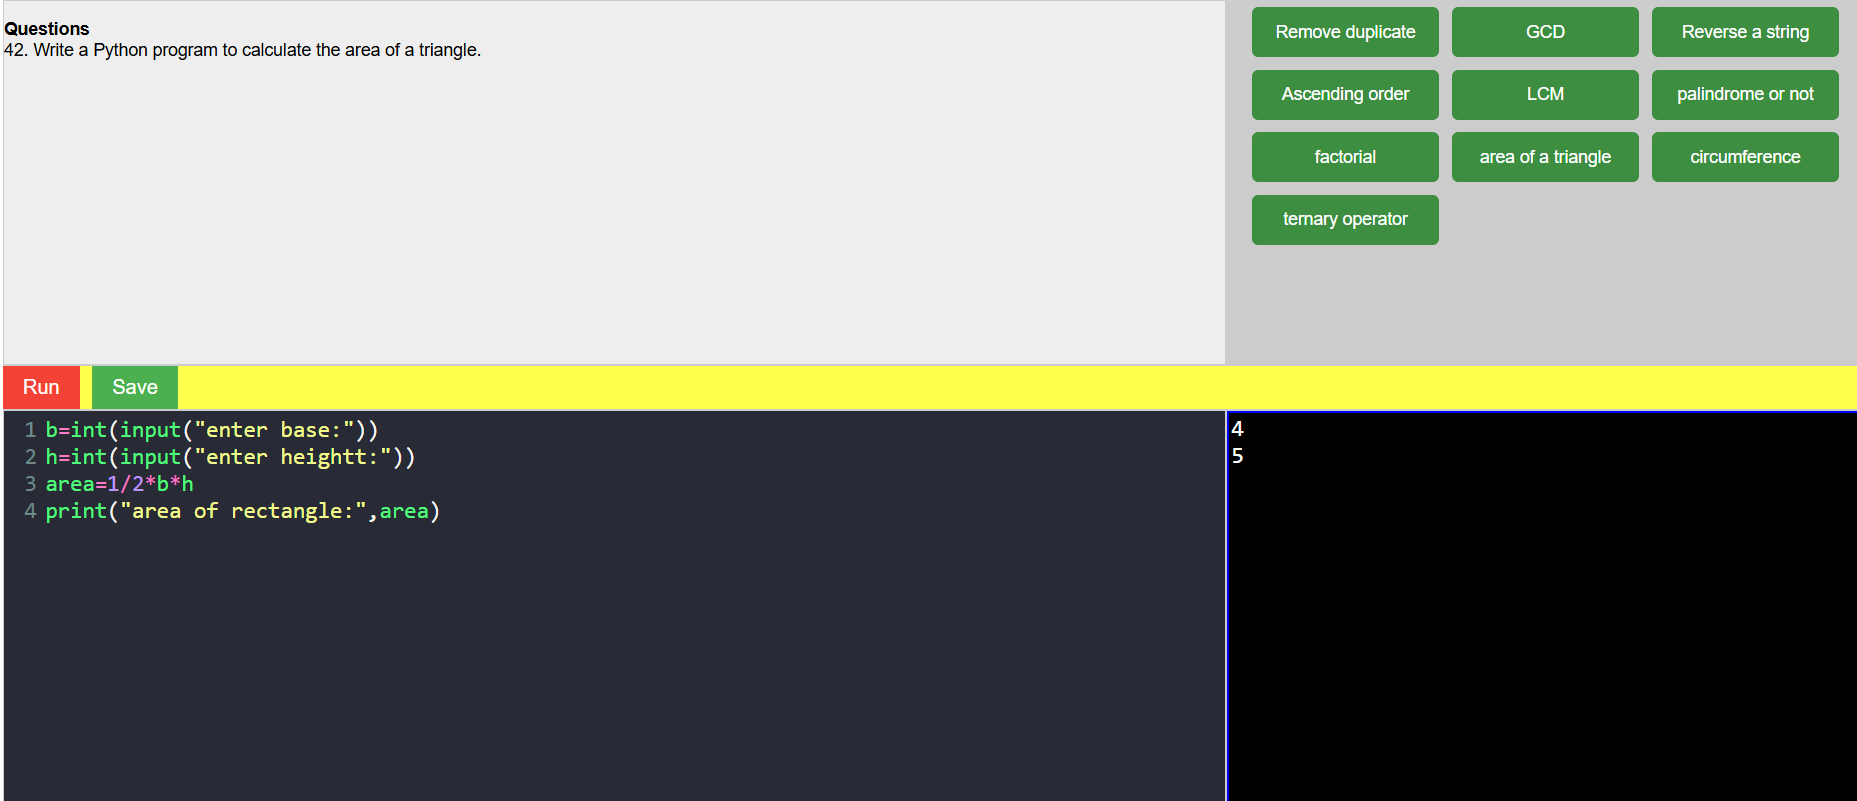 Questions
42. Write a Python program to calculate the area of a triangle.
Remove duplicate
GCD
Reverse a string
Ascending order
LCM
palindrome or not
factorial
area of a triangle
circumference
ternary operator
Run
Save
1 b=int(input("enter base:"))
2 h=int(input("enter heightt:"))
3 area=1/2*b*h
4 print("area of rectangle:",area)
4
5